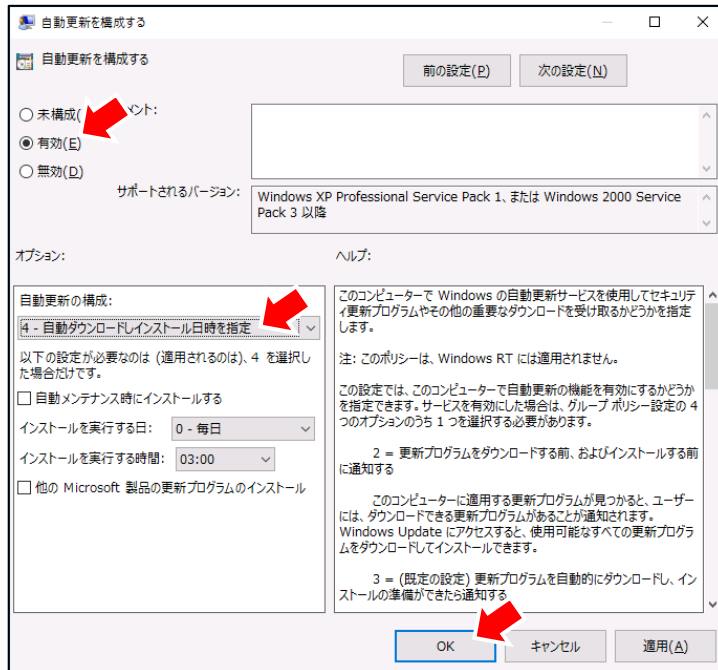 自動更新を構成する
自動更新を構成する
前の設定(P)
次の設定(N)
未構成(
メント:
有効(E)
無効(D)
サポートされるバージョン:
Windows XP Professional Service Pack 1、または Windows 2000 Service
Pack 3 以降
オプション:
ヘルプ:
自動更新の構成:
4 - 自動ダウンロードしインストール日時を指定
以下の設定が必要なのは (適用されるのは)、4 を選択し
た場合だけです。
自動メンテナンス時にインストールする
インストールを実行する日:
0 - 毎日
インストールを実行する時間:
03:00
他の Microsoft 製品の更新プログラムのインストール
このコンピューターで Windows の自動更新サービスを使用してセキュリテ
ィ更新プログラムやその他の重要なダウンロードを受け取るかどうかを指定
します。
注: このポリシーは、Windows RT には適用されません。
この設定では、このコンピューターで自動更新の機能を有効にするかどうか
を指定できます。サービスを有効にした場合は、グループ ポリシー設定の 4
つのオプションのうち 1 つを選択する必要があります。
2 = 更新プログラムをダウンロードする前、およびインストールする前
に通知する
このコンピューターに適用する更新プログラムが見つかると、ユーザー
には、ダウンロードできる更新プログラムがあることが通知されます。
Windows Update にアクセスすると、使用可能なすべての更新プログラ
ムをダウンロードしてインストールできます。
3 = (既定の設定) 更新プログラムを自動的にダウンロードし、イン
ストールの準備ができたら通知する
OK
キャンセル
適用(A)